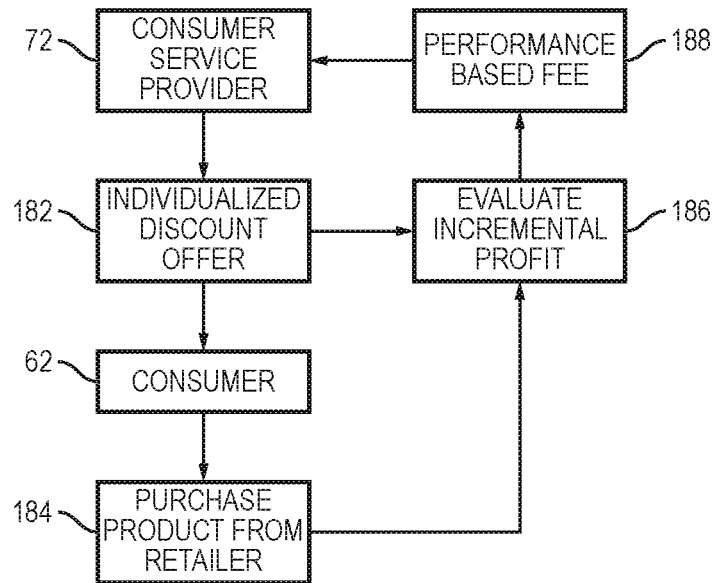 72
CONSUMER
SERVICE
PROVIDER
PERFORMANCE
BASED FEE
188
182
INDIVIDUALIZED
DISCOUNT
OFFER
EVALUATE
INCREMENTAL
PROFIT
186
62
CONSUMER
184
PURCHASE
PRODUCT FROM
RETAILER